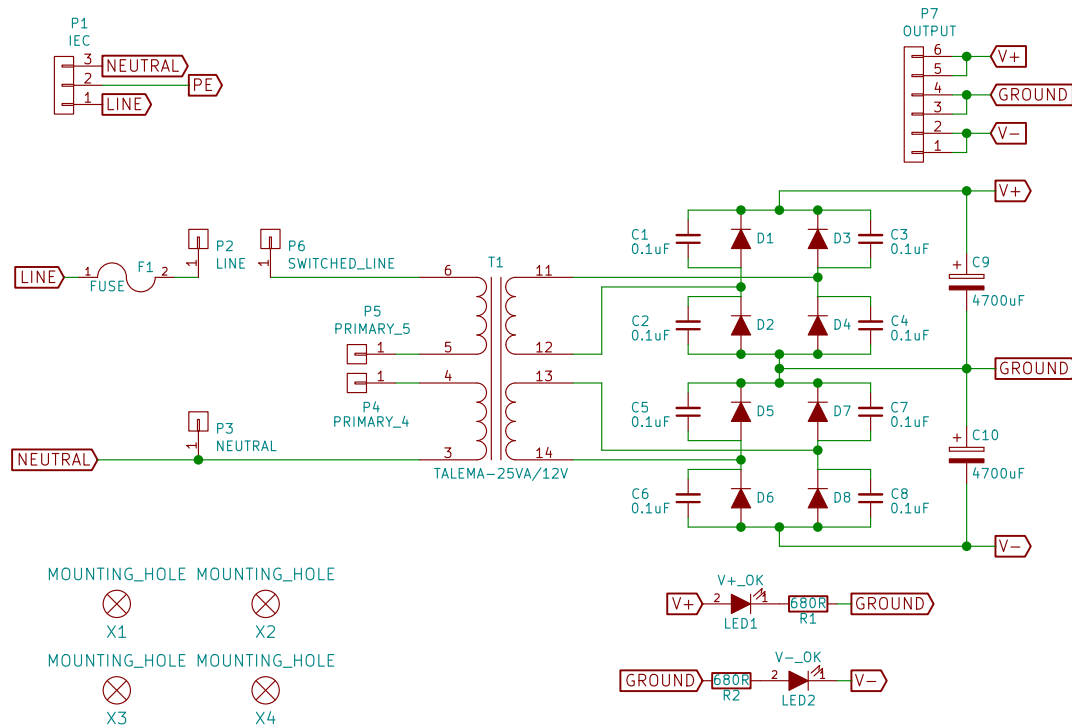 P1
IEC
3 NEUTRAL
2 PE
1 LINE
P7
OUTPUT
6 V+
5
4 GROUND
3
2 V-
1
V+
LINE 1 F1 2
FUSE
1 P2
LINE
1 P6
SWITCHED_LINE
6 T1 11
P5
PRIMARY_5
1 5 12
1 4 13
P4
PRIMARY_4
P3
1 NEUTRAL
NEUTRAL 3 14
TALEMA-25VA/12V
C1
0.1uF
D1
D3
C3
0.1uF
C2
0.1uF
D2
D4
C4
0.1uF
+ C9
4700uF
GROUND
C5
0.1uF
D5
D7
C7
0.1uF
C6
0.1uF
D6
D8
C8
0.1uF
+ C10
4700uF
V-
MOUNTING_HOLE MOUNTING_HOLE
X1 X2
MOUNTING_HOLE MOUNTING_HOLE
X3 X4
V+_OK
V+ 2 1 680R GROUND
LED1 R1
V-_OK
GROUND 680R 2 1 V-
R2 LED2